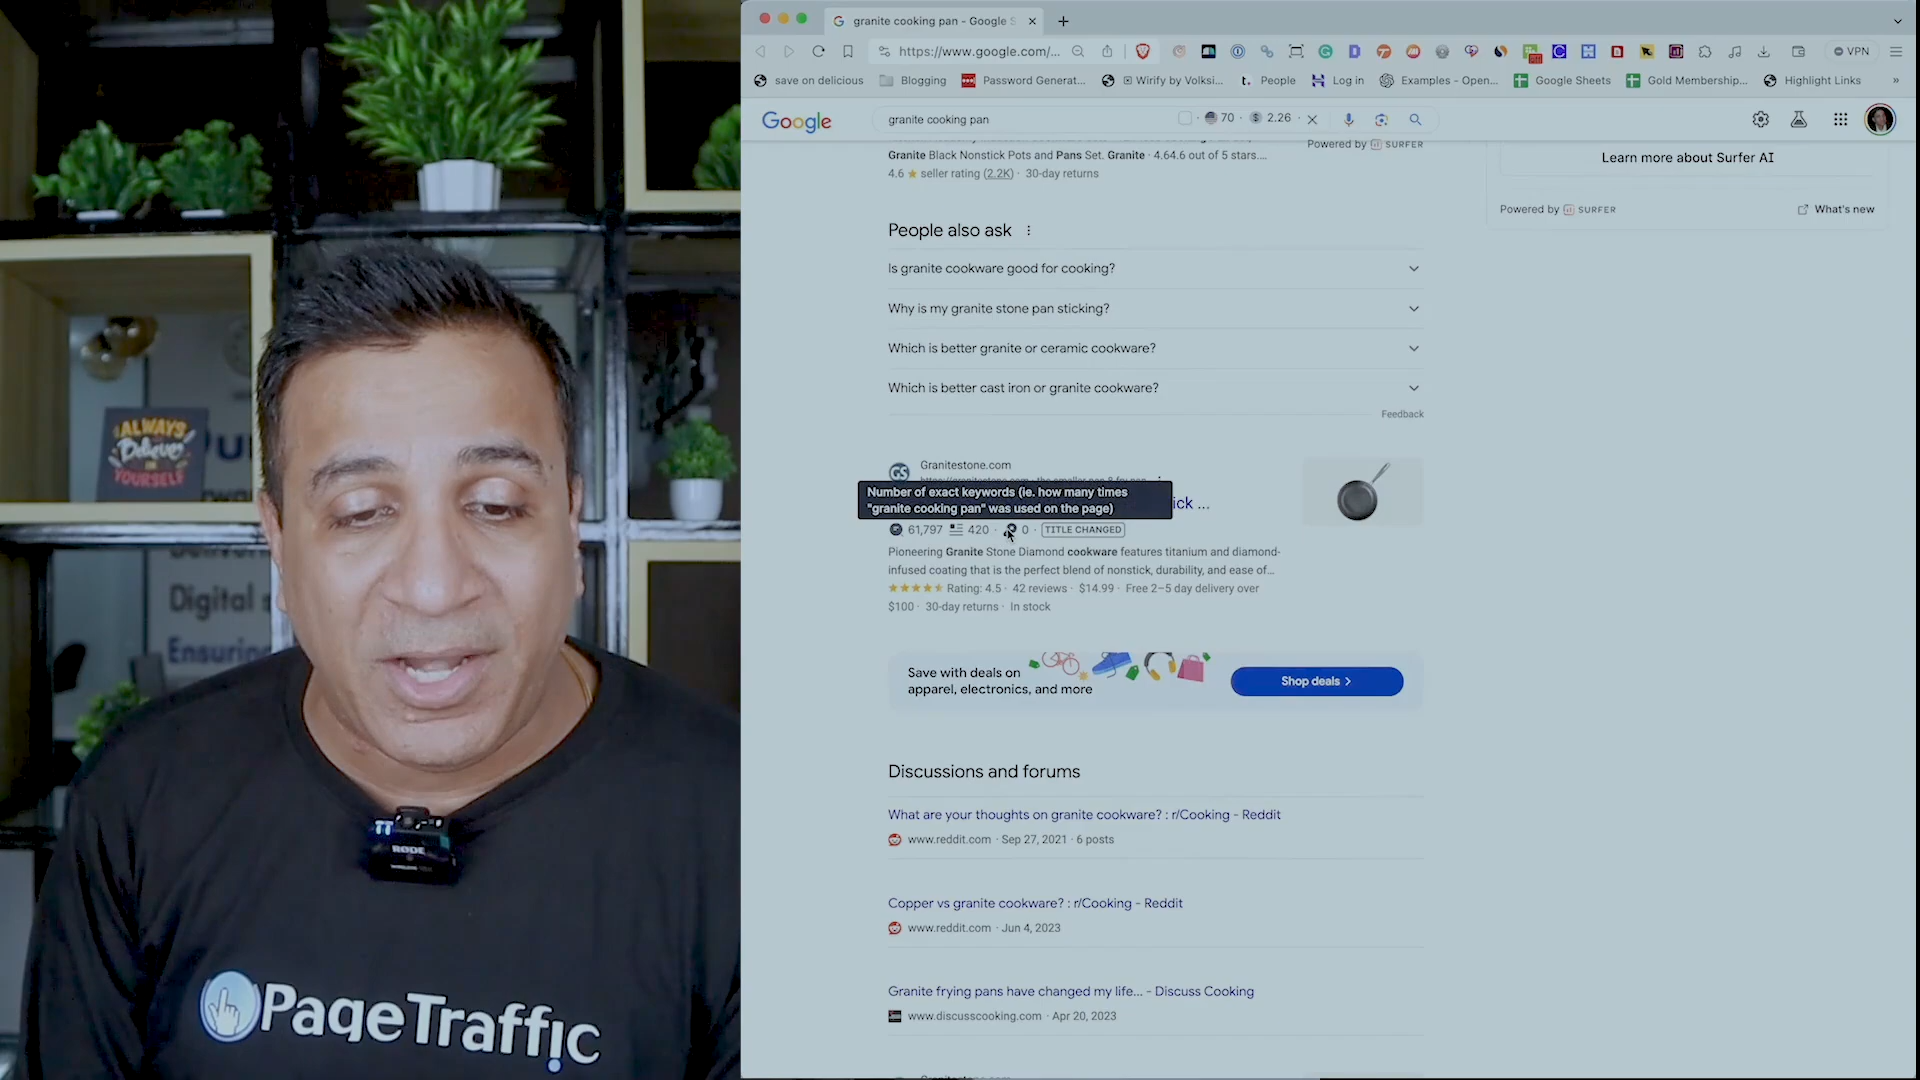 ALWAYS
Believe
IN
YOURSELF
Digital
Ensuring
RØDE
PageTraffic
granite cooking pan - Google S
https://www.google.com/...
VPN
save on delicious
Blogging
Password Generat...
Wirify by Volksi...
People
Log in
Examples - Open...
Google Sheets
Gold Membership...
Highlight Links
»
Google
granite cooking pan
70 · 2.26 ·
Granite Black Nonstick Pots and Pans Set. Granite · 4.64.6 out of 5 stars....
Powered by SURFER
4.6 ★ seller rating (2.2K) · 30-day returns
Learn more about Surfer AI
Powered by SURFER
What's new
People also ask
Is granite cookware good for cooking?
Why is my granite stone pan sticking?
Which is better granite or ceramic cookware?
Which is better cast iron or granite cookware?
Feedback
GS
Granitestone.com
Number of exact keywords (ie. how many times
"granite cooking pan" was used on the page)
ick ...
61,797 420 · 0 · TITLE CHANGED
Pioneering Granite Stone Diamond cookware features titanium and diamond-
infused coating that is the perfect blend of nonstick, durability, and ease of...
Rating: 4.5 · 42 reviews · $14.99 · Free 2–5 day delivery over
$100 · 30-day returns · In stock
Save with deals on
apparel, electronics, and more
Shop deals >
Discussions and forums
What are your thoughts on granite cookware? : r/Cooking - Reddit
www.reddit.com · Sep 27, 2021 · 6 posts
Copper vs granite cookware? : r/Cooking - Reddit
www.reddit.com · Jun 4, 2023
Granite frying pans have changed my life... - Discuss Cooking
www.discusscooking.com · Apr 20, 2023